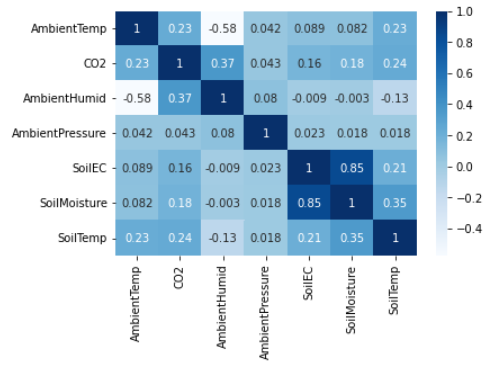 AmbientTemp 1 0.23 -0.58 0.042 0.089 0.082 0.23
CO2 0.23 1 0.37 0.043 0.16 0.18 0.24
AmbientHumid -0.58 0.37 1 0.08 -0.009 -0.003 -0.13
AmbientPressure 0.042 0.043 0.08 1 0.023 0.018 0.018
SoilEC 0.089 0.16 -0.009 0.023 1 0.85 0.21
SoilMoisture 0.082 0.18 -0.003 0.018 0.85 1 0.35
SoilTemp 0.23 0.24 -0.13 0.018 0.21 0.35 1
AmbientTemp
CO2
AmbientHumid
AmbientPressure
SoilEC
SoilMoisture
SoilTemp
1.0
0.8
0.6
0.4
0.2
0.0
−0.2
−0.4